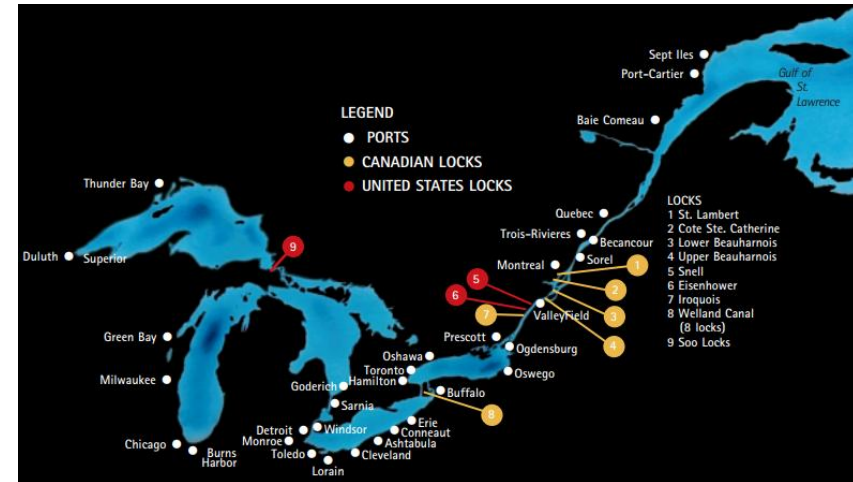 Sept Iles
Port-Cartier
Gulf of
St.
Lawrence
Baie Comeau
LEGEND
PORTS
CANADIAN LOCKS
UNITED STATES LOCKS
Thunder Bay
Duluth
Superior
9
Quebec
Trois-Rivieres
Becancour
Sorel
Montreal
1
2
3
4
5
6
7
ValleyField
Prescott
Ogdensburg
Oswego
LOCKS
1 St. Lambert
2 Cote Ste. Catherine
3 Lower Beauharnois
4 Upper Beauharnois
5 Snell
6 Eisenhower
7 Iroquois
8 Welland Canal
(8 locks)
9 Soo Locks
Green Bay
Milwaukee
Chicago
Burns
Harbor
Oshawa
Toronto
Hamilton
Goderich
Sarnia
Buffalo
8
Detroit
Windsor
Monroe
Toledo
Lorain
Cleveland
Ashtabula
Conneaut
Erie